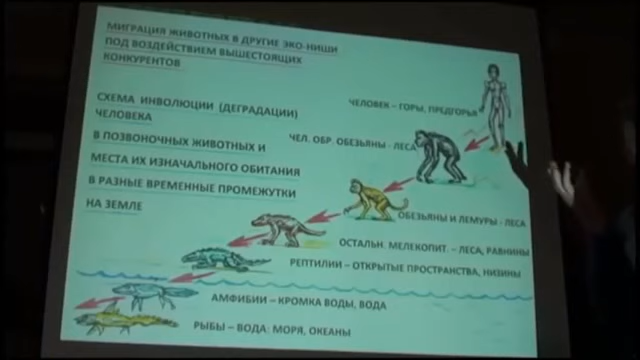 МИГРАЦИЯ ЖИВОТНЫХ В ДРУГИЕ ЭКО-НИШИ
ПОД ВОЗДЕЙСТВИЕМ ВЫШЕСТОЯЩИХ
КОНКУРЕНТОВ
СХЕМА ИНВОЛЮЦИИ (ДЕГРАДАЦИИ)
ЧЕЛОВЕКА
В ПОЗВОНОЧНЫХ ЖИВОТНЫХ И
МЕСТА ИХ ИЗНАЧАЛЬНОГО ОБИТАНИЯ
В РАЗНЫЕ ВРЕМЕННЫЕ ПРОМЕЖУТКИ
НА ЗЕМЛЕ
ЧЕЛОВЕК – ГОРЫ, ПРЕДГОРЬЯ
ЧЕЛ. ОБР. ОБЕЗЬЯНЫ - ЛЕСА
ОБЕЗЬЯНЫ И ЛЕМУРЫ - ЛЕСА
ОСТАЛЬН. МЛЕКОПИТ. – ЛЕСА, РАВНИНЫ
РЕПТИЛИИ – ОТКРЫТЫЕ ПРОСТРАНСТВА, НИЗИНЫ
АМФИБИИ – КРОМКА ВОДЫ, ВОДА
РЫБЫ – ВОДА: МОРЯ, ОКЕАНЫ